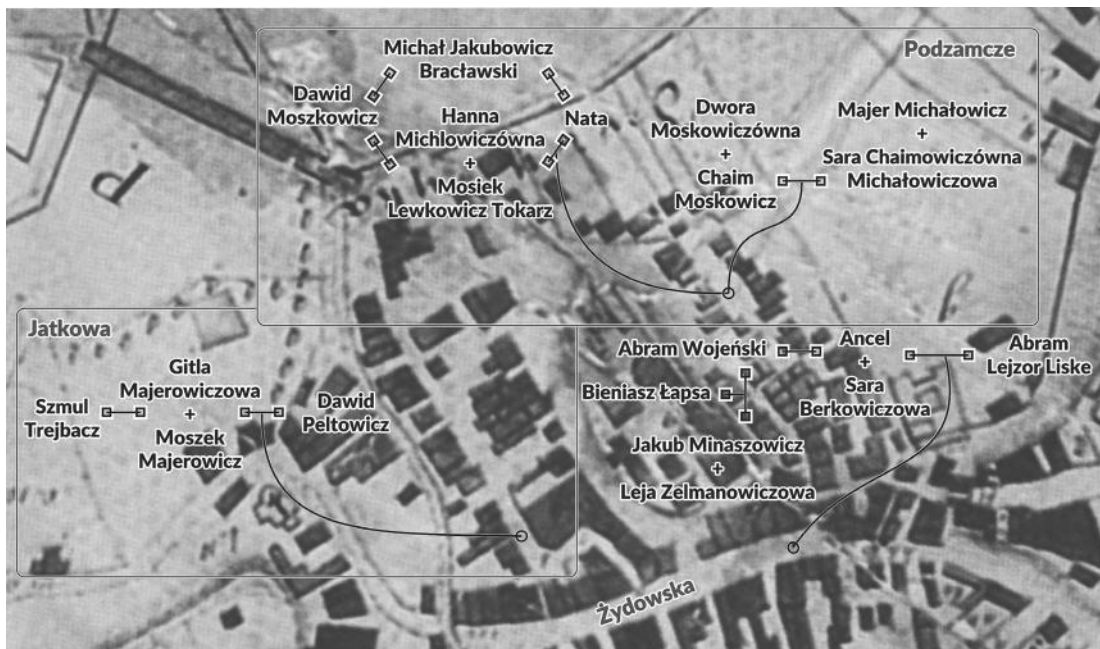 Podzamcze
Michał Jakubowicz
Bracławski
Dawid
Moszkowicz
Hanna
Michlowiczówna
+
Mosiek
Lewkowicz Tokarz
Nata
Dwora
Moskowiczówna
+
Chaim
Moskowicz
Majer Michałowicz
+
Sara Chaimowiczówna
Michałowiczowa
Jatkowa
Gitla
Majerowiczowa
+
Moszek
Majerowicz
Szmul
Trejbacz
Dawid
Peltowicz
Abram Wojeński
Bieniasz Łapsa
Jakub Minaszowicz
+
Leja Zelmanowiczowa
Ancel
+
Sara
Berkowiczowa
Abram
Lejzor Liske
Żydowska